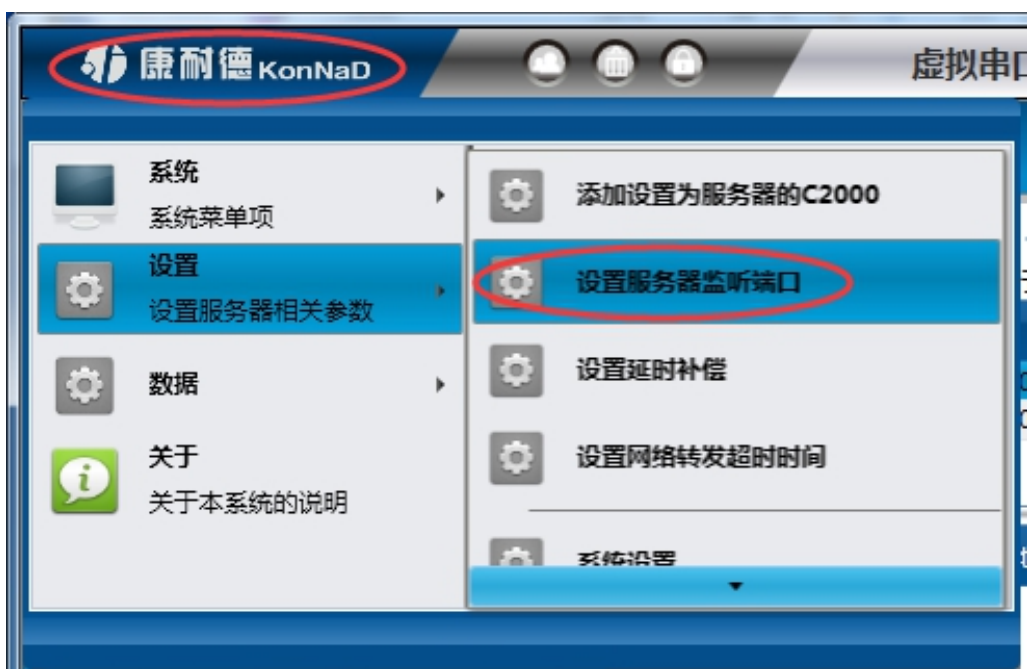 康耐德 KonNaD
虚拟串口
系统
系统菜单项
设置
设置服务器相关参数
数据
关于
关于本系统的说明
添加设置为服务器的C2000
设置服务器监听端口
设置延时补偿
设置网络转发超时时间
系统设置